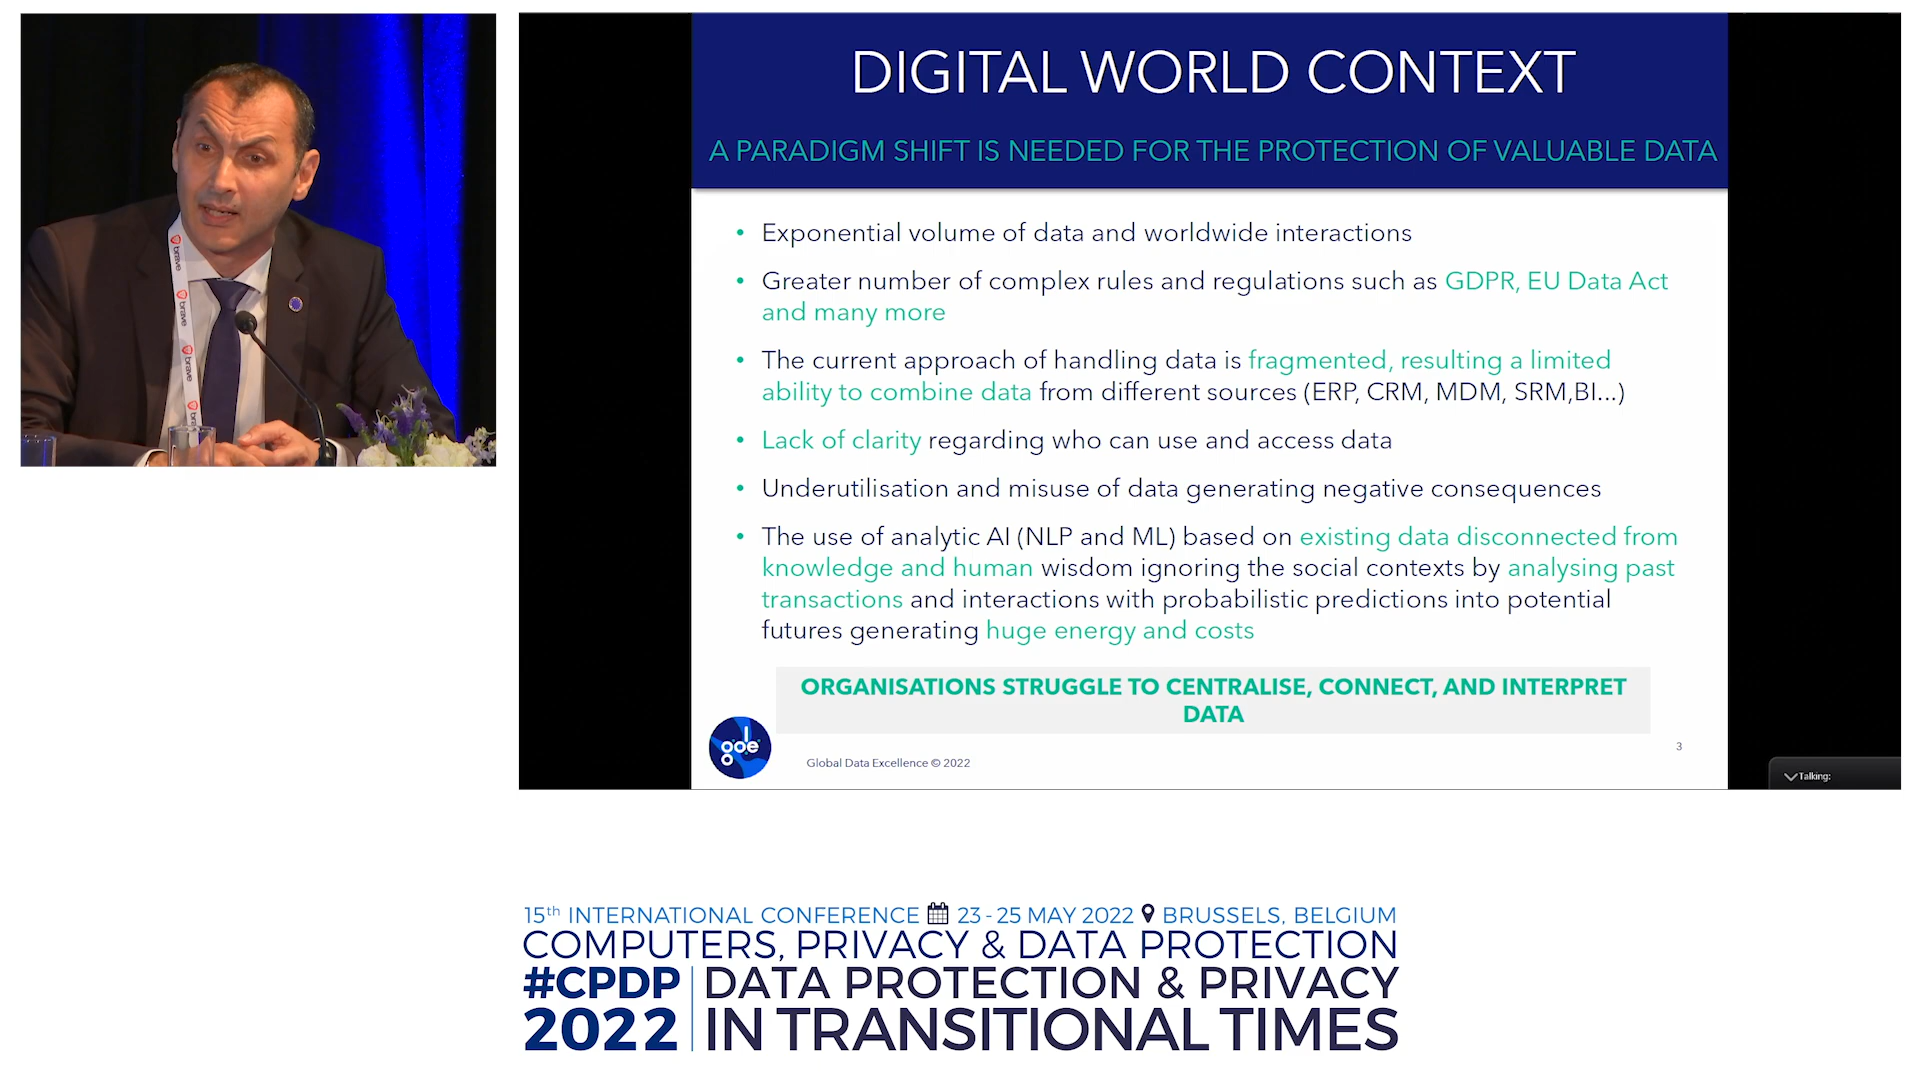 brave
brave
brave
DIGITAL WORLD CONTEXT
A PARADIGM SHIFT IS NEEDED FOR THE PROTECTION OF VALUABLE DATA
• Exponential volume of data and worldwide interactions
• Greater number of complex rules and regulations such as GDPR, EU Data Act
and many more
• The current approach of handling data is fragmented, resulting a limited
ability to combine data from different sources (ERP, CRM, MDM, SRM,BI...)
• Lack of clarity regarding who can use and access data
• Underutilisation and misuse of data generating negative consequences
• The use of analytic AI (NLP and ML) based on existing data disconnected from
knowledge and human wisdom ignoring the social contexts by analysing past
transactions and interactions with probabilistic predictions into potential
futures generating huge energy and costs
ORGANISATIONS STRUGGLE TO CENTRALISE, CONNECT, AND INTERPRET
DATA
Global Data Excellence © 2022
3
Talking:
15th INTERNATIONAL CONFERENCE 23 - 25 MAY 2022 BRUSSELS, BELGIUM
COMPUTERS, PRIVACY & DATA PROTECTION
#CPDP DATA PROTECTION & PRIVACY
2022 IN TRANSITIONAL TIMES